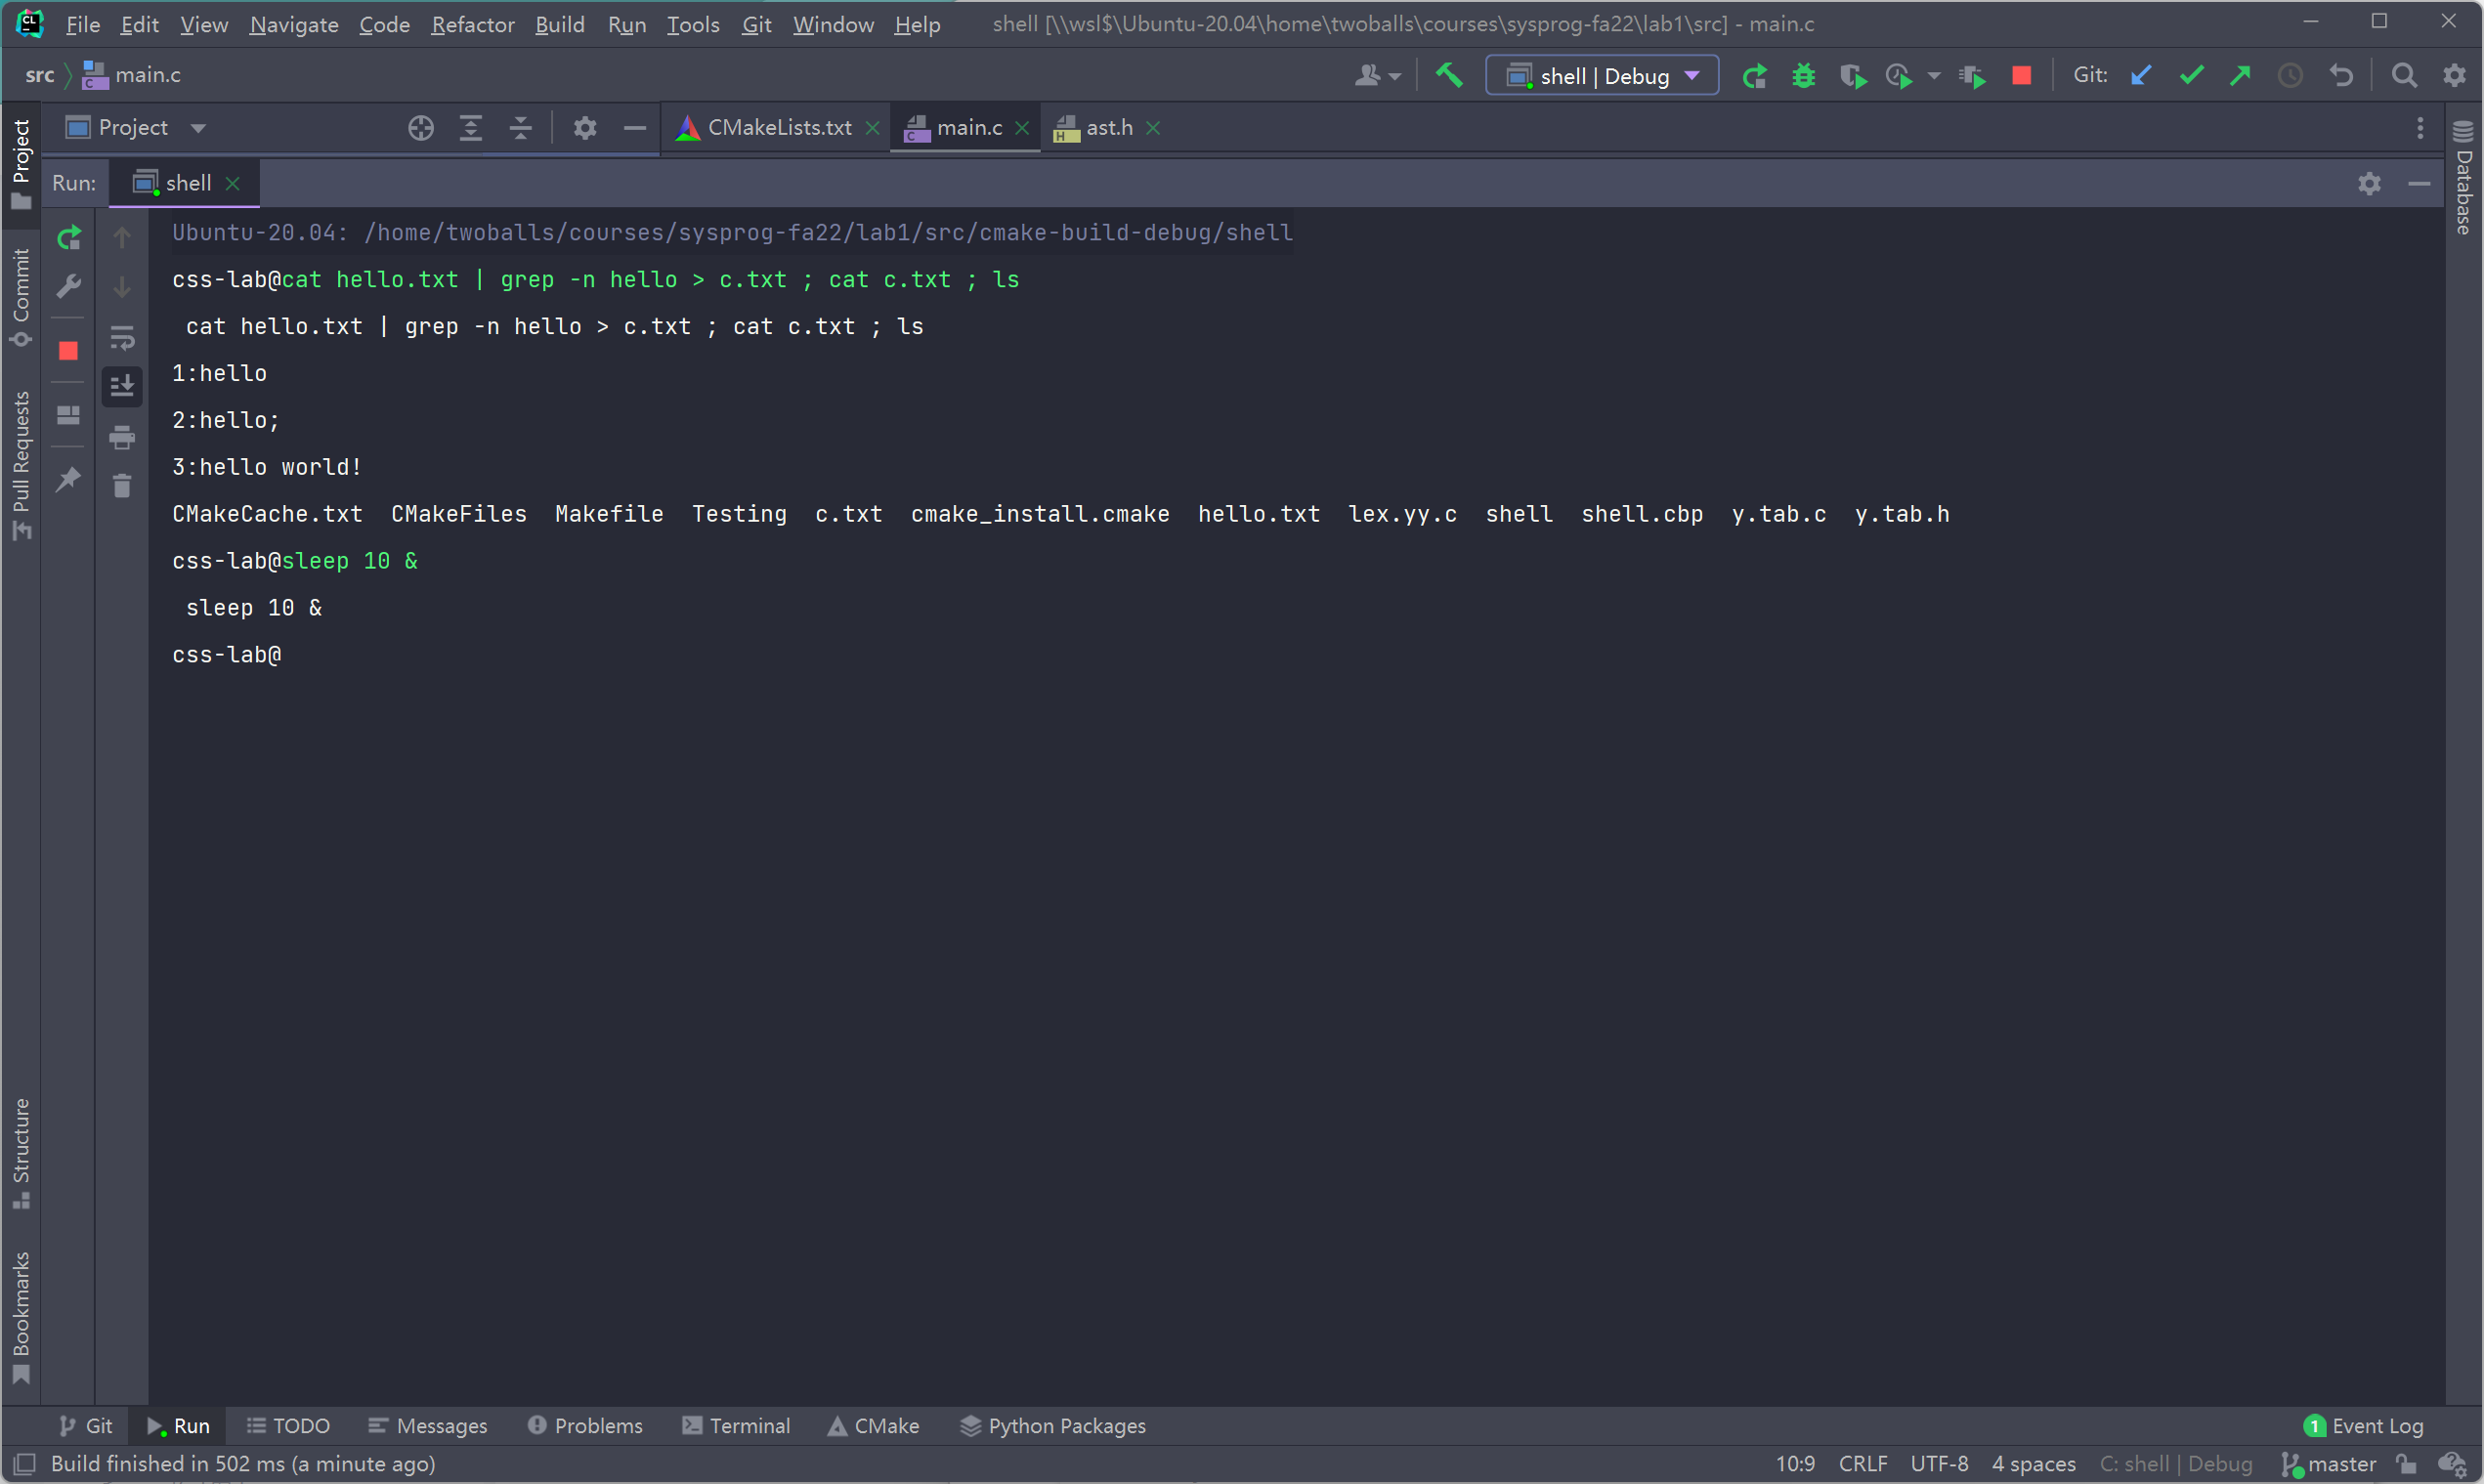 File Edit View Navigate Code Refactor Build Run Tools Git Window Help shell [\\wsl$\Ubuntu-20.04\home\twoballs\courses\sysprog-fa22\lab1\src] - main.c
src main.c shell | Debug Git:
Project CMakeLists.txt main.c ast.h
Run: shell
Ubuntu-20.04: /home/twoballs/courses/sysprog-fa22/lab1/src/cmake-build-debug/shell
css-lab@cat hello.txt | grep -n hello > c.txt ; cat c.txt ; ls
 cat hello.txt | grep -n hello > c.txt ; cat c.txt ; ls
1:hello
2:hello;
3:hello world!
CMakeCache.txt  CMakeFiles  Makefile  Testing  c.txt  cmake_install.cmake  hello.txt  lex.yy.c  shell  shell.cbp  y.tab.c  y.tab.h
css-lab@sleep 10 &
 sleep 10 &
css-lab@
Project
Commit
Pull Requests
Structure
Bookmarks
Database
Git Run TODO Messages Problems Terminal CMake Python Packages 1 Event Log
Build finished in 502 ms (a minute ago) 10:9 CRLF UTF-8 4 spaces C: shell | Debug master